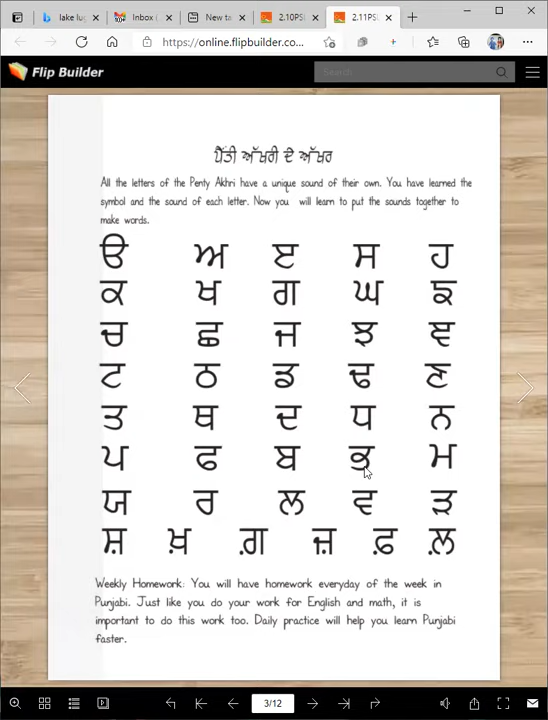 lake lu
Inbox (
New ta
2.10PS
2.11PS
https://online.flipbuilder.co...
Flip Builder
Search
ਪੈਂਤੀ ਅੱਖਰੀ ਦੇ ਅੱਖਰ
All the letters of the Penty Akhri have a unique sound of their own. You have learned the
symbol and the sound of each letter. Now you will learn to put the sounds together to
make words.
ੳ ਅ ੲ ਸ ਹ
ਕ ਖ ਗ ਘ ਙ
ਚ ਛ ਜ ਝ ਞ
ਟ ਠ ਡ ਢ ਣ
ਤ ਥ ਦ ਧ ਨ
ਪ ਫ ਬ ਭ ਮ
ਯ ਰ ਲ ਵ ੜ
ਸ਼ ਖ਼ ਗ਼ ਜ਼ ਫ਼ ਲ਼
Weekly Homework: You will have homework everyday of the week in
Punjabi. Just like you do your work for English and math, it is
important to do this work too. Daily practice will help you learn Punjabi
faster.
3/12